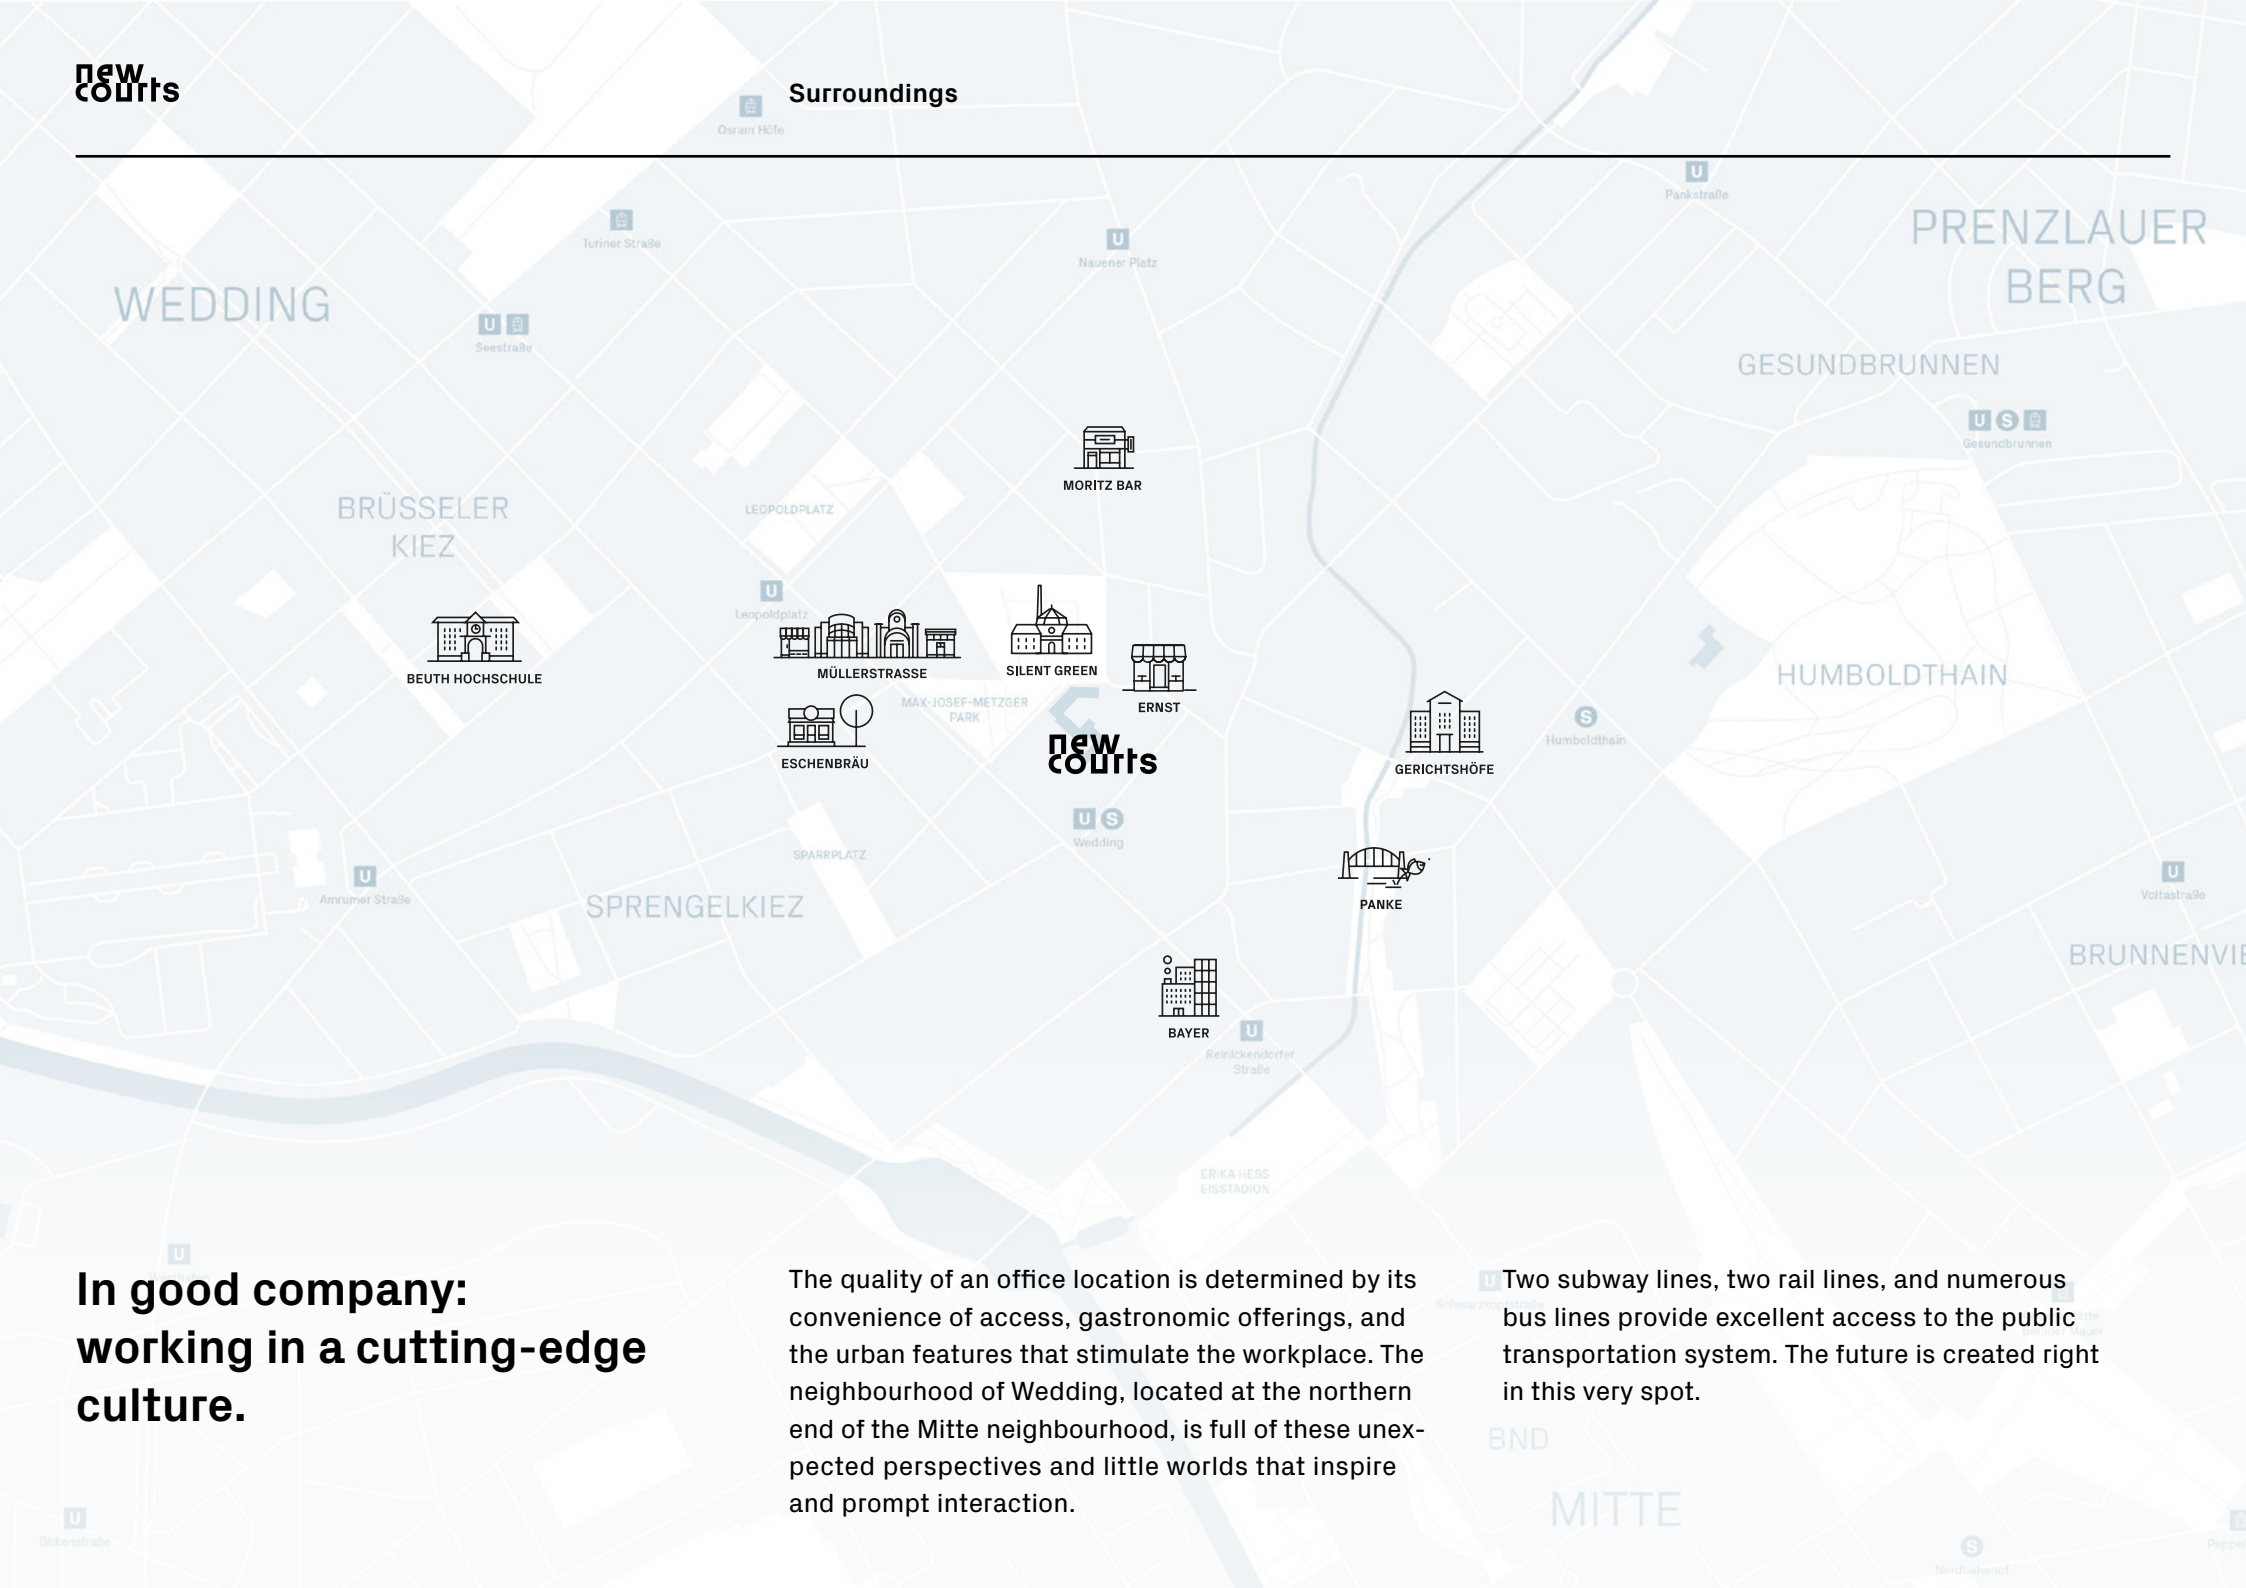 new
courts
Surroundings
Osram Höfe
Pankstraße
Turiner Straße
Nauener Platz
PRENZLAUER
BERG
WEDDING
Seestraße
GESUNDBRUNNEN
Gesundbrunnen
MORITZ BAR
BRÜSSELER
KIEZ
LEOPOLDPLATZ
Leopoldplatz
BEUTH HOCHSCHULE
MÜLLERSTRASSE
SILENT GREEN
ERNST
HUMBOLDTHAIN
MAX-JOSEF-METZGER
PARK
Humboldthain
ESCHENBRÄU
new
courts
GERICHTSHÖFE
U S
Wedding
SPARRPLATZ
Amrumer Straße
SPRENGELKIEZ
PANKE
Voltastraße
BRUNNENVIE
BAYER
Reinickendorfer
Straße
ERIKA HESS
EISSTADION
In good company:
working in a cutting-edge
culture.
The quality of an office location is determined by its
convenience of access, gastronomic offerings, and
the urban features that stimulate the workplace. The
neighbourhood of Wedding, located at the northern
end of the Mitte neighbourhood, is full of these unex-
pected perspectives and little worlds that inspire
and prompt interaction.
Two subway lines, two rail lines, and numerous
bus lines provide excellent access to the public
transportation system. The future is created right
in this very spot.
Schwarzkopfstraße
BND
MITTE
Birkenstraße
Nordbahnhof